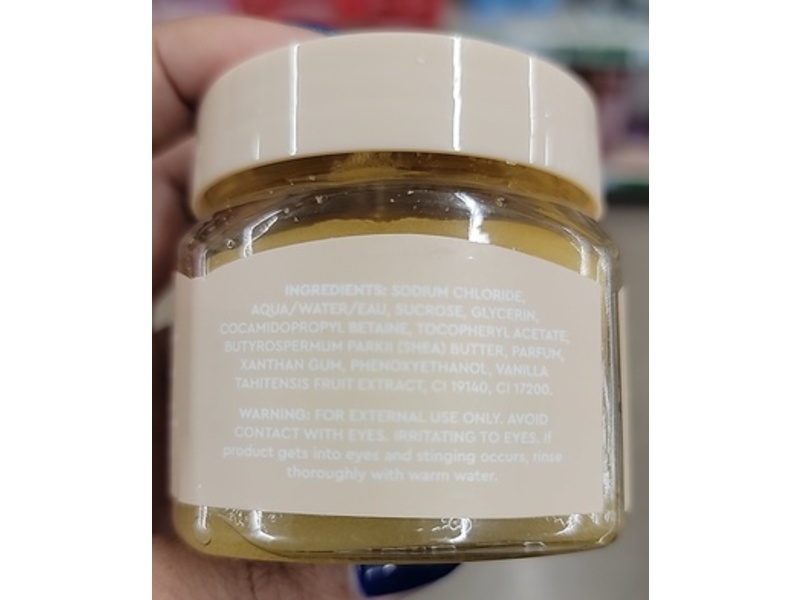 INGREDIENTS: SODIUM CHLORIDE,
AQUA/WATER/EAU, SUCROSE, GLYCERIN,
COCAMIDOPROPYL BETAINE, TOCOPHERYL ACETATE,
BUTYROSPERMUM PARKII (SHEA) BUTTER, PARFUM,
XANTHAN GUM, PHENOXYETHANOL, VANILLA
TAHITENSIS FRUIT EXTRACT, CI 19140, CI 17200.
WARNING: FOR EXTERNAL USE ONLY. AVOID
CONTACT WITH EYES. IRRITATING TO EYES. If
product gets into eyes and stinging occurs, rinse
thoroughly with warm water.